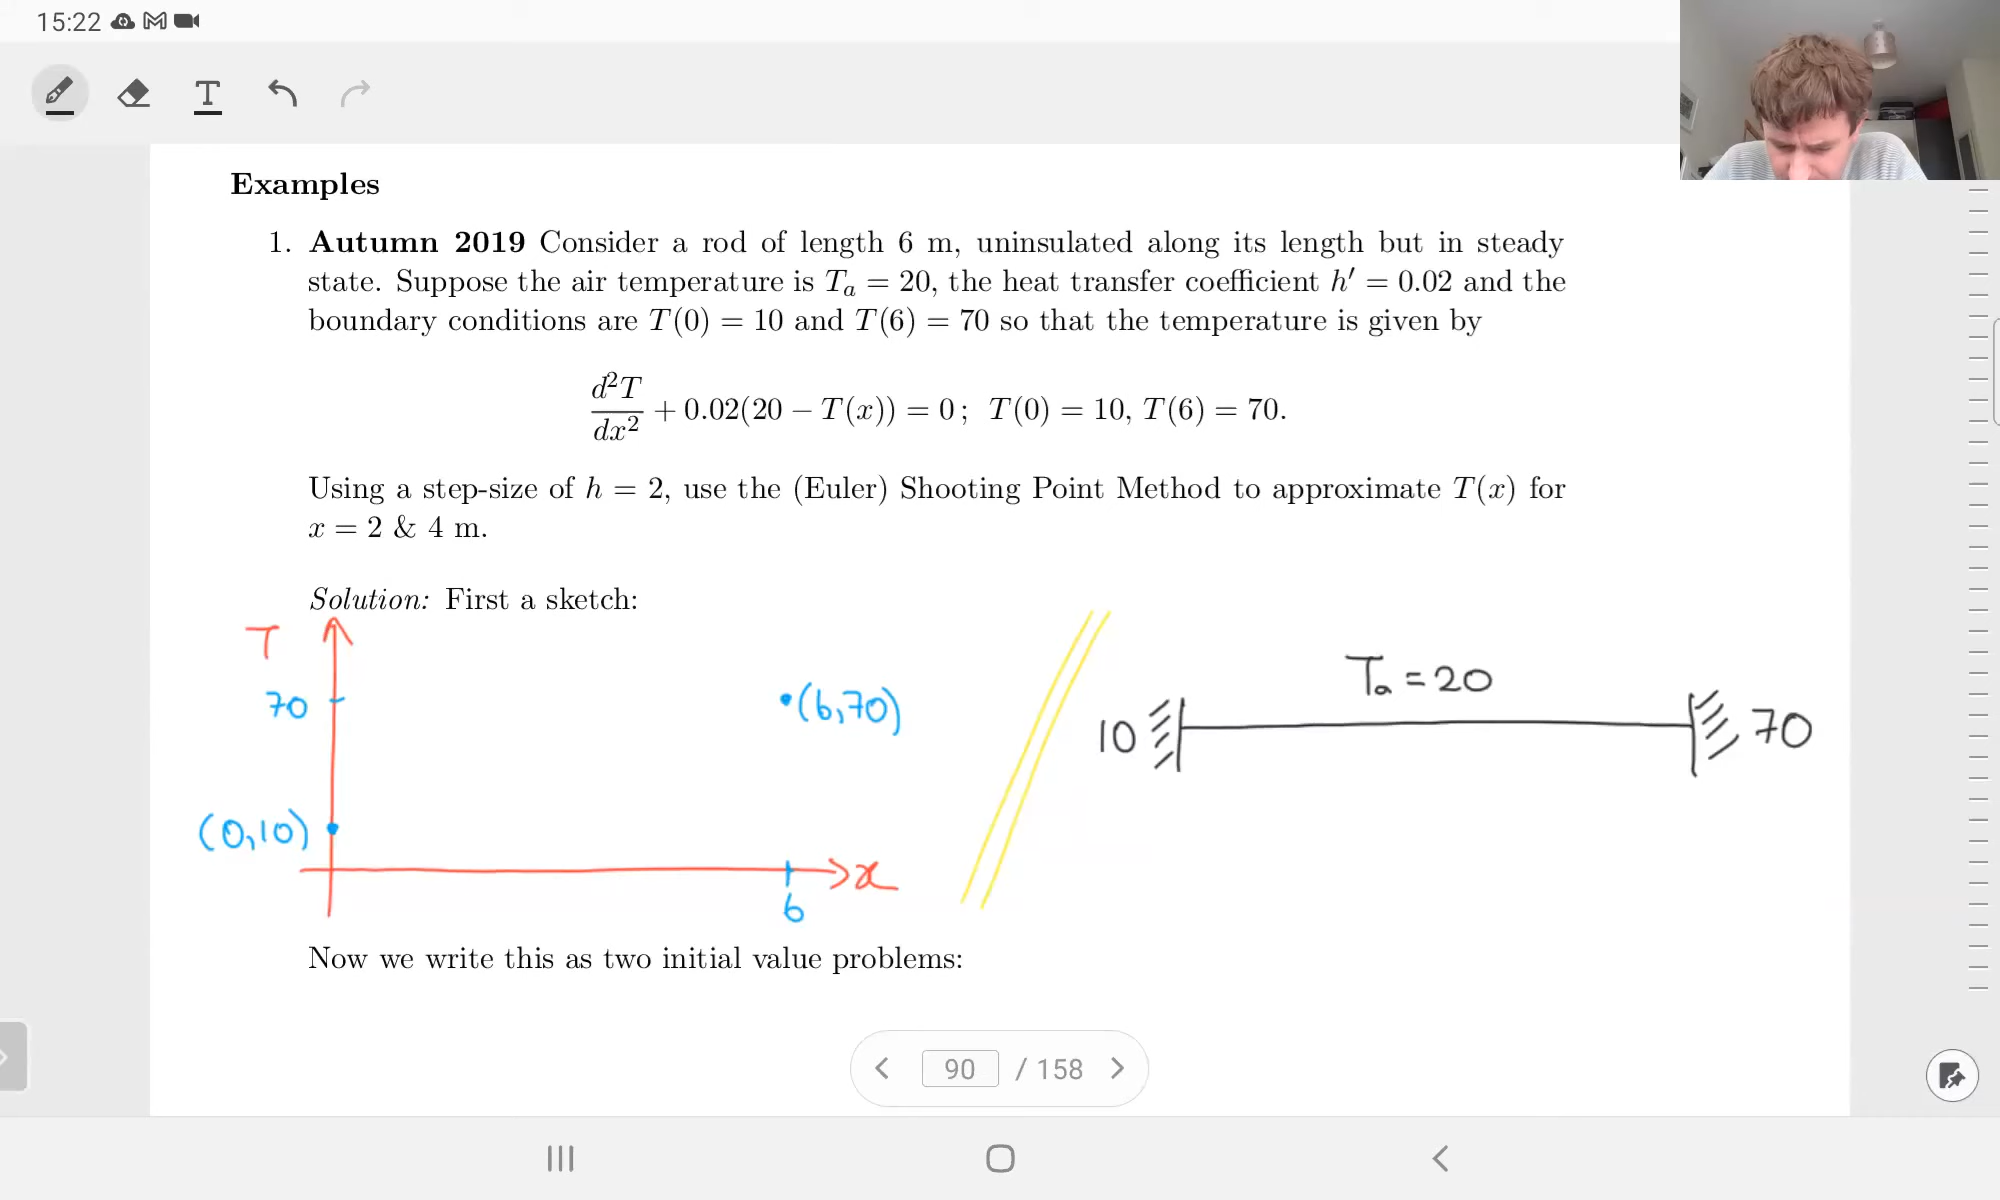 15:22
T
Examples
1. Autumn 2019 Consider a rod of length 6 m, uninsulated along its length but in steady
state. Suppose the air temperature is Tₐ = 20, the heat transfer coefficient h′ = 0.02 and the
boundary conditions are T(0) = 10 and T(6) = 70 so that the temperature is given by
d²T/dx² + 0.02(20 − T(x)) = 0 ; T(0) = 10, T(6) = 70.
Using a step-size of h = 2, use the (Euler) Shooting Point Method to approximate T(x) for
x = 2 & 4 m.
Solution: First a sketch:
T
70
(6,70)
(0,10)
x
6
Tₐ = 20
10
70
Now we write this as two initial value problems:
90 / 158